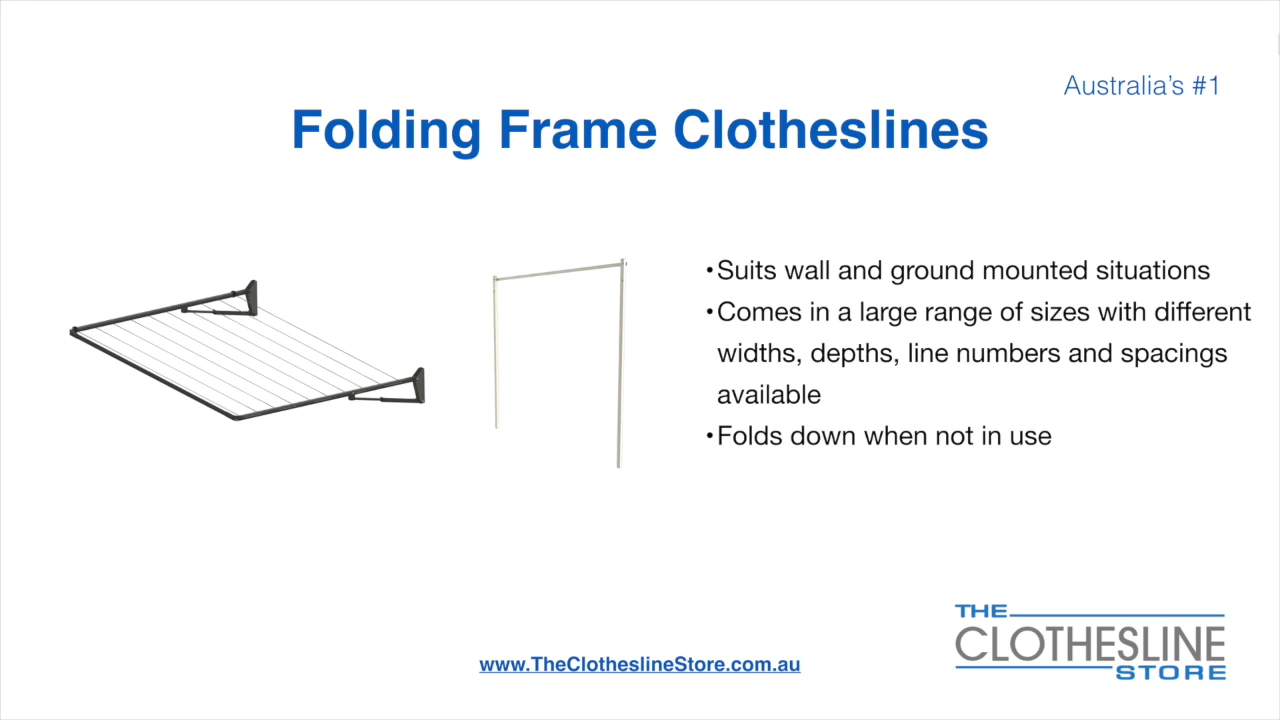 Australia's #1
Folding Frame Clotheslines
•Suits wall and ground mounted situations
•Comes in a large range of sizes with different
widths, depths, line numbers and spacings
available
•Folds down when not in use
www.TheClotheslineStore.com.au
THE
CLOTHESLINE
STORE